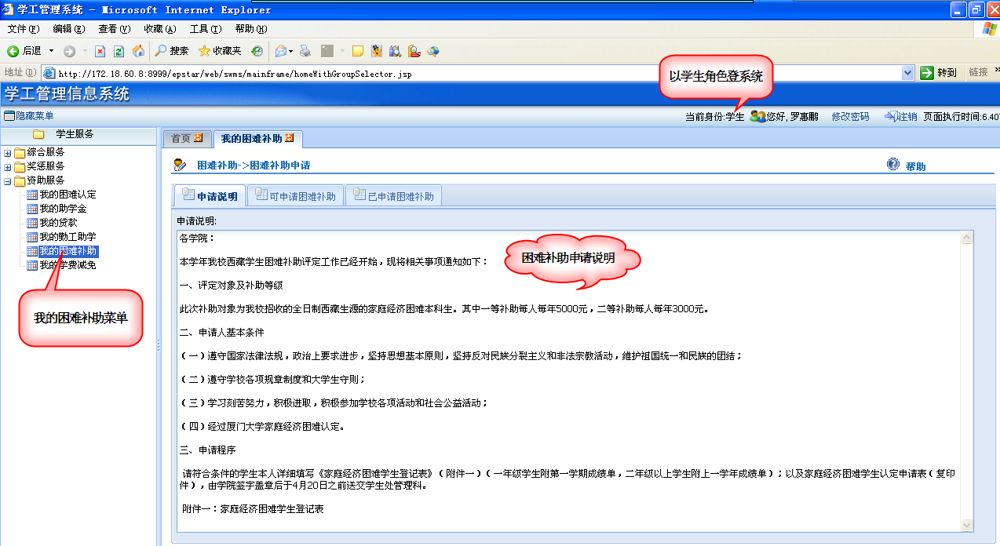 学工管理系统 - Microsoft Internet Explorer
文件(F) 编辑(E) 查看(V) 收藏(A) 工具(T) 帮助(H)
后退 搜索 收藏夹
地址(D) http://172.18.60.8:8999/epstar/web/swms/mainframe/homeWithGroupSelector.jsp 转到 链接 »
以学生角色登系统
学工管理信息系统
隐藏菜单 当前身份:学生 您好,罗惠鹏 修改密码 注销 页面执行时间:6.40
学生服务
首页 我的困难补助
综合服务
奖惩服务
资助服务
我的困难认定
我的助学金
我的贷款
我的勤工助学
我的困难补助
我的学费减免
我的困难补助菜单
困难补助->困难补助申请 帮助
申请说明 可申请困难补助 已申请困难补助
申请说明:
各学院：
困难补助申请说明
本学年我校西藏学生困难补助评定工作已经开始，现将相关事项通知如下：
一、评定对象及补助等级
此次补助对象为我校招收的全日制西藏生源的家庭经济困难本科生。其中一等补助每人每年5000元，二等补助每人每年3000元。
二、申请人基本条件
（一）遵守国家法律法规，政治上要求进步，坚持思想基本原则，坚持反对民族分裂主义和非法宗教活动，维护祖国统一和民族的团结；
（二）遵守学校各项规章制度和大学生守则；
（三）学习刻苦努力，积极进取，积极参加学校各项活动和社会公益活动；
（四）经过厦门大学家庭经济困难认定。
三、申请程序
请符合条件的学生本人详细填写《家庭经济困难学生登记表》（附件一）（一年级学生附第一学期成绩单，二年级以上学生附上一学年成绩单）；以及家庭经济困难学生认定申请表（复印
件），由学院签字盖章后于4月20日之前送交学生处管理科。
附件一：家庭经济困难学生登记表